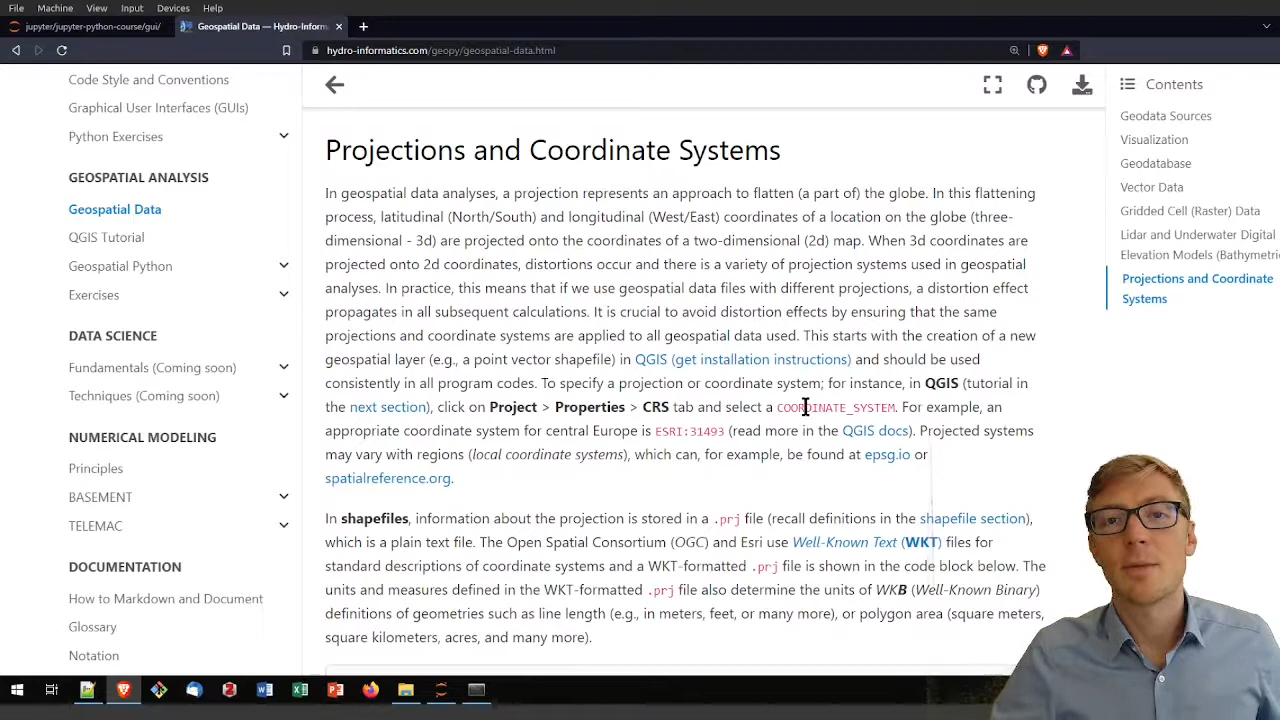 File Machine View Input Devices Help
jupyter/jupyter-python-course/gui/
Geospatial Data — Hydro-Inform
hydro-informatics.com/geopy/geospatial-data.html
Code Style and Conventions
Graphical User Interfaces (GUIs)
Python Exercises
GEOSPATIAL ANALYSIS
Geospatial Data
QGIS Tutorial
Geospatial Python
Exercises
DATA SCIENCE
Fundamentals (Coming soon)
Techniques (Coming soon)
NUMERICAL MODELING
Principles
BASEMENT
TELEMAC
DOCUMENTATION
How to Markdown and Document
Glossary
Notation
Projections and Coordinate Systems
In geospatial data analyses, a projection represents an approach to flatten (a part of) the globe. In this flattening
process, latitudinal (North/South) and longitudinal (West/East) coordinates of a location on the globe (three-
dimensional - 3d) are projected onto the coordinates of a two-dimensional (2d) map. When 3d coordinates are
projected onto 2d coordinates, distortions occur and there is a variety of projection systems used in geospatial
analyses. In practice, this means that if we use geospatial data files with different projections, a distortion effect
propagates in all subsequent calculations. It is crucial to avoid distortion effects by ensuring that the same
projections and coordinate systems are applied to all geospatial data used. This starts with the creation of a new
geospatial layer (e.g., a point vector shapefile) in QGIS (get installation instructions) and should be used
consistently in all program codes. To specify a projection or coordinate system; for instance, in QGIS (tutorial in
the next section), click on Project > Properties > CRS tab and select a COORDINATE_SYSTEM. For example, an
appropriate coordinate system for central Europe is ESRI:31493 (read more in the QGIS docs). Projected systems
may vary with regions (local coordinate systems), which can, for example, be found at epsg.io or
spatialreference.org.
In shapefiles, information about the projection is stored in a .prj file (recall definitions in the shapefile section),
which is a plain text file. The Open Spatial Consortium (OGC) and Esri use Well-Known Text (WKT) files for
standard descriptions of coordinate systems and a WKT-formatted .prj file is shown in the code block below. The
units and measures defined in the WKT-formatted .prj file also determine the units of WKB (Well-Known Binary)
definitions of geometries such as line length (e.g., in meters, feet, or many more), or polygon area (square meters,
square kilometers, acres, and many more).
Contents
Geodata Sources
Visualization
Geodatabase
Vector Data
Gridded Cell (Raster) Data
Lidar and Underwater Digital
Elevation Models (Bathymetri
Projections and Coordinate
Systems